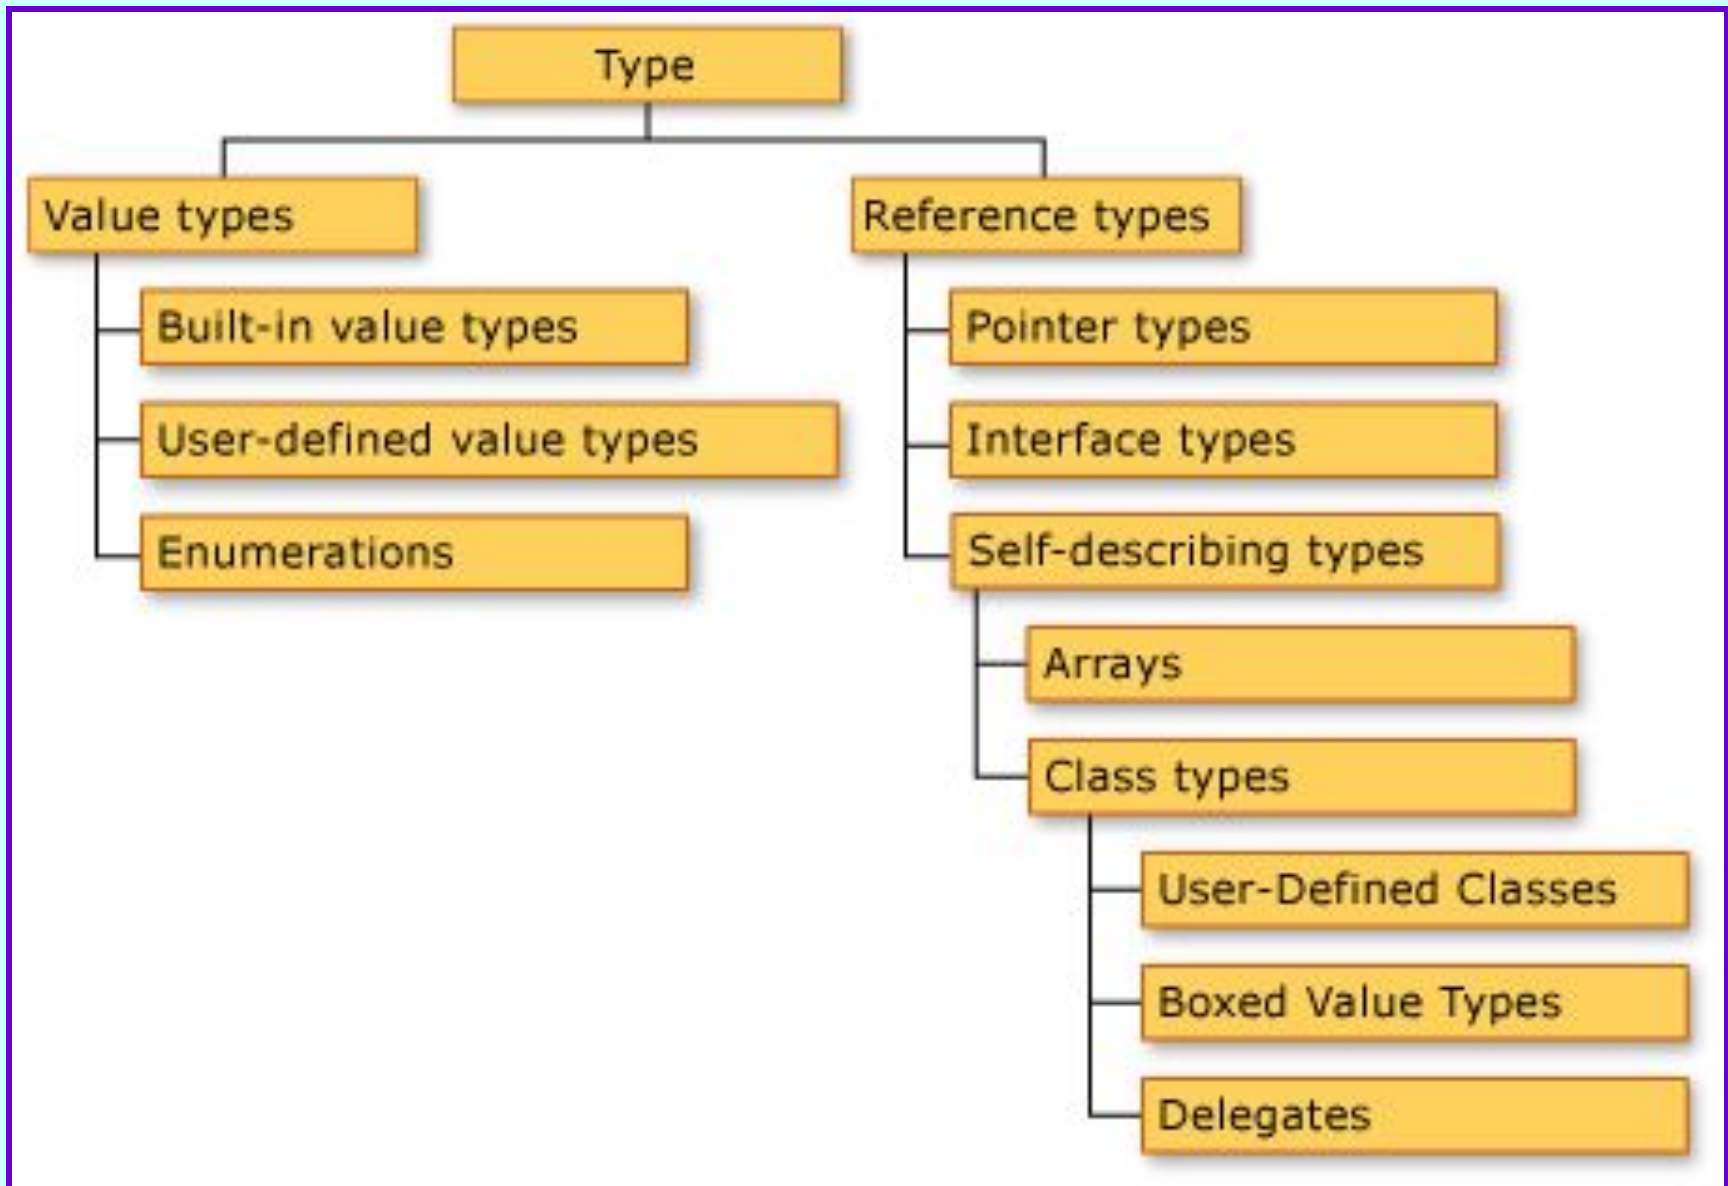 Type
Value types
Built-in value types
User-defined value types
Enumerations
Reference types
Pointer types
Interface types
Self-describing types
Arrays
Class types
User-Defined Classes
Boxed Value Types
Delegates